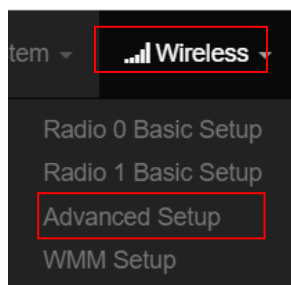 tem Wireless
Radio 0 Basic Setup
Radio 1 Basic Setup
Advanced Setup
WMM Setup